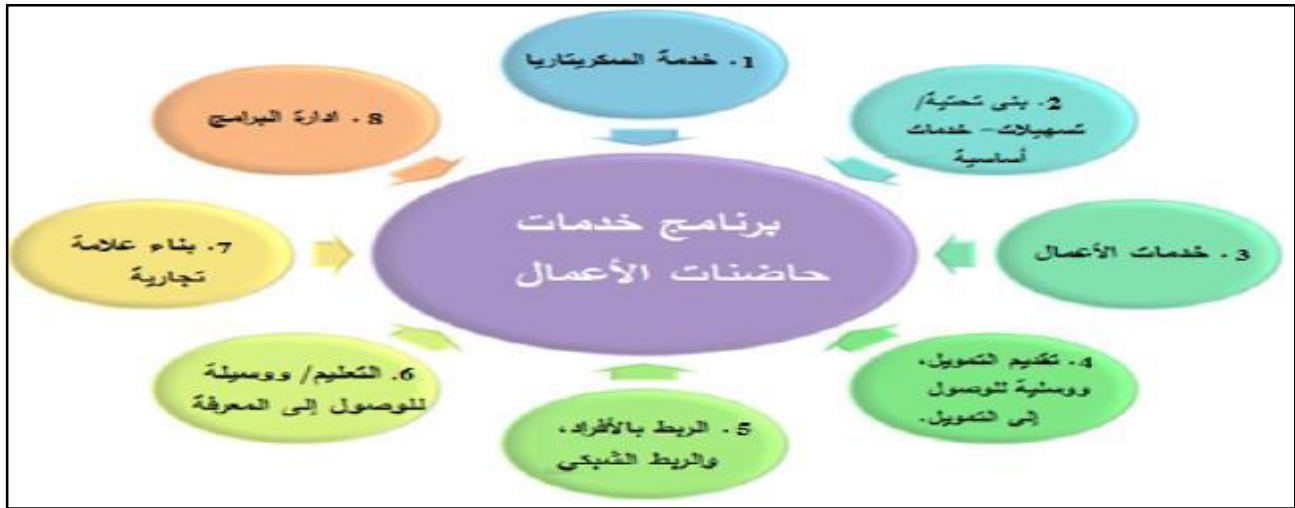 برنامج خدمات
حاضنات الأعمال
1. خدمة السكريتاريا
2. بنى تحتية/
تسهيلات- خدمات
أساسية
3. خدمات الأعمال
4. تقديم التمويل،
ووسلية للوصول
إلى التمويل.
5. الربط بالأفراد،
والربط الشبكي
6. التعليم/ ووسيلة
للوصول إلى المعرفة
7. بناء علامة
تجارية
8. ادارة البرامج